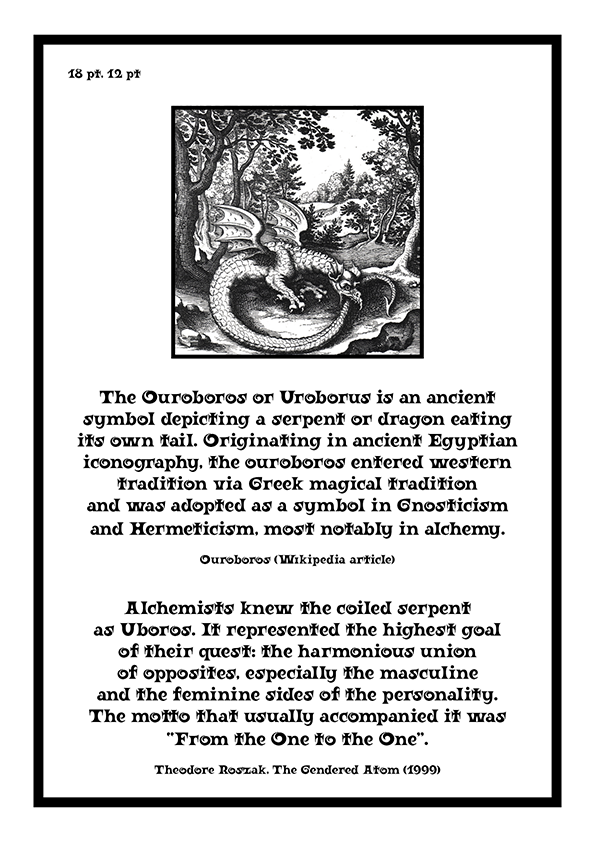 18 pt, 12 pt
The Ouroboros or Uroborus is an ancient
symbol depicting a serpent or dragon eating
its own tail. Originating in ancient Egyptian
iconography, the ouroboros entered western
tradition via Greek magical tradition
and was adopted as a symbol in Gnosticism
and Hermeticism, most notably in alchemy.
Ouroboros (Wikipedia article)
Alchemists knew the coiled serpent
as Uboros. It represented the highest goal
of their quest: the harmonious union
of opposites, especially the masculine
and the feminine sides of the personality.
The motto that usually accompanied it was
"From the One to the One".
Theodore Roszak, The Gendered Atom (1999)